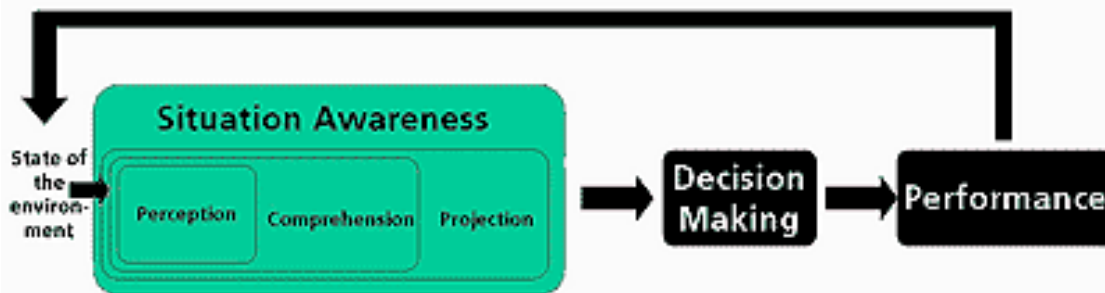 Situation Awareness
State of
the
environ-
ment
Perception
Comprehension
Projection
Decision
Making
Performance